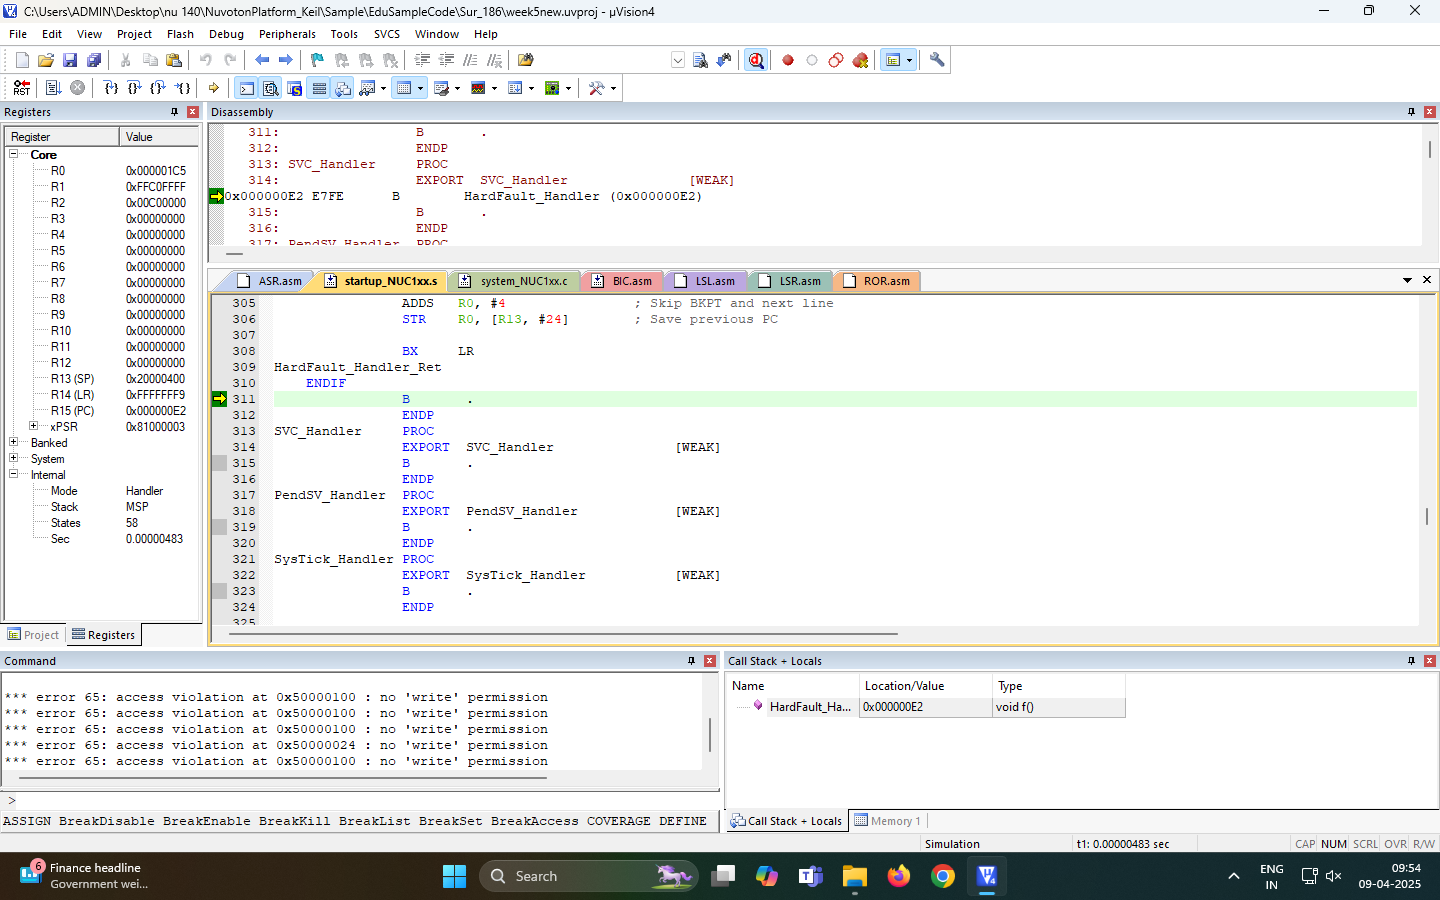 C:\Users\ADMIN\Desktop\nu 140\NuvotonPlatform_Keil\Sample\EduSampleCode\Sur_186\week5new.uvproj - µVision4
File Edit View Project Flash Debug Peripherals Tools SVCS Window Help
RST
Registers
Register Value
Core
R0 0x000001C5
R1 0xFFC0FFFF
R2 0x00C00000
R3 0x00000000
R4 0x00000000
R5 0x00000000
R6 0x00000000
R7 0x00000000
R8 0x00000000
R9 0x00000000
R10 0x00000000
R11 0x00000000
R12 0x00000000
R13 (SP) 0x20000400
R14 (LR) 0xFFFFFFF9
R15 (PC) 0x000000E2
xPSR 0x81000003
Banked
System
Internal
Mode Handler
Stack MSP
States 58
Sec 0.00000483
Project Registers
Disassembly
311: B .
312: ENDP
313: SVC_Handler PROC
314: EXPORT SVC_Handler [WEAK]
0x000000E2 E7FE B HardFault_Handler (0x000000E2)
315: B .
316: ENDP
317: PendSV_Handler PROC
ASR.asm startup_NUC1xx.s system_NUC1xx.c BIC.asm LSL.asm LSR.asm ROR.asm
305 ADDS R0, #4 ; Skip BKPT and next line
306 STR R0, [R13, #24] ; Save previous PC
307
308 BX LR
309 HardFault_Handler_Ret
310 ENDIF
311 B .
312 ENDP
313 SVC_Handler PROC
314 EXPORT SVC_Handler [WEAK]
315 B .
316 ENDP
317 PendSV_Handler PROC
318 EXPORT PendSV_Handler [WEAK]
319 B .
320 ENDP
321 SysTick_Handler PROC
322 EXPORT SysTick_Handler [WEAK]
323 B .
324 ENDP
325
Command
*** error 65: access violation at 0x50000100 : no 'write' permission
*** error 65: access violation at 0x50000100 : no 'write' permission
*** error 65: access violation at 0x50000100 : no 'write' permission
*** error 65: access violation at 0x50000024 : no 'write' permission
*** error 65: access violation at 0x50000100 : no 'write' permission
>
ASSIGN BreakDisable BreakEnable BreakKill BreakList BreakSet BreakAccess COVERAGE DEFINE
Call Stack + Locals
Name Location/Value Type
HardFault_Ha... 0x000000E2 void f()
Call Stack + Locals Memory 1
Simulation t1: 0.00000483 sec CAP NUM SCRL OVR R/W
6
Finance headline
Government wei...
Search
ENG
IN
09:54
09-04-2025